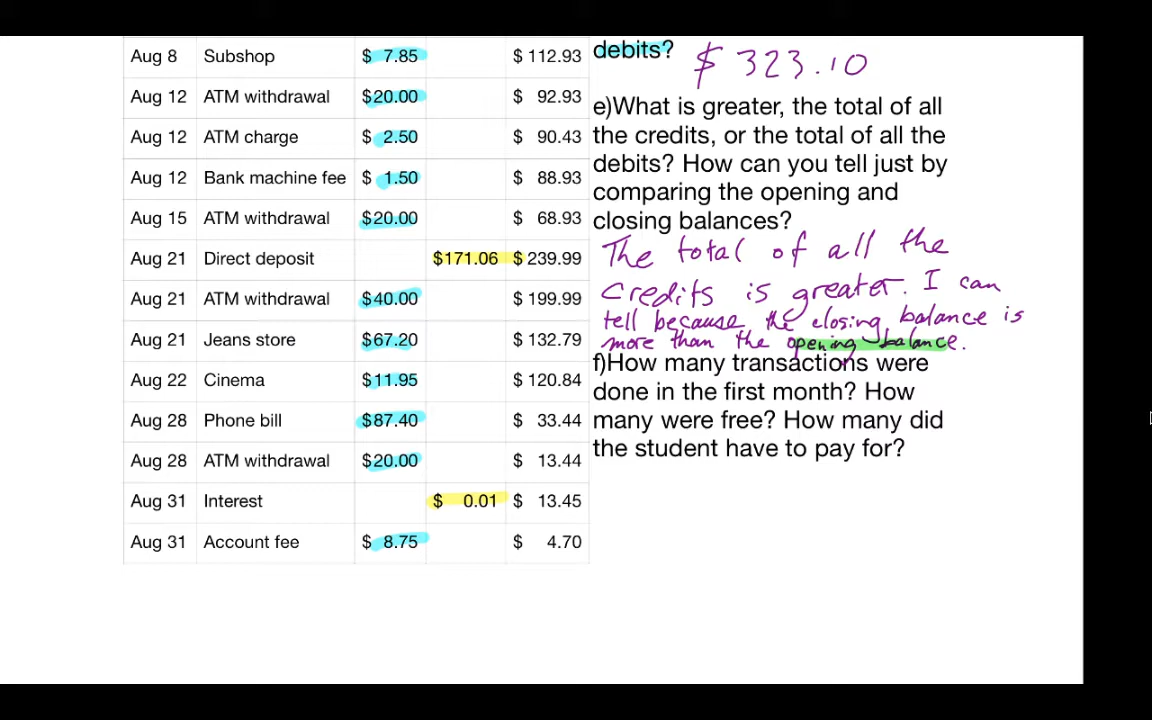 Aug 8 Subshop $ 7.85 $ 112.93
Aug 12 ATM withdrawal $20.00 $ 92.93
Aug 12 ATM charge $ 2.50 $ 90.43
Aug 12 Bank machine fee $ 1.50 $ 88.93
Aug 15 ATM withdrawal $20.00 $ 68.93
Aug 21 Direct deposit $171.06 $ 239.99
Aug 21 ATM withdrawal $40.00 $ 199.99
Aug 21 Jeans store $67.20 $ 132.79
Aug 22 Cinema $11.95 $ 120.84
Aug 28 Phone bill $87.40 $ 33.44
Aug 28 ATM withdrawal $20.00 $ 13.44
Aug 31 Interest $ 0.01 $ 13.45
Aug 31 Account fee $ 8.75 $ 4.70
debits? $ 323.10
e)What is greater, the total of all
the credits, or the total of all the
debits? How can you tell just by
comparing the opening and
closing balances?
The total of all the
credits is greater. I can
tell because the closing balance is
more than the opening balance.
f)How many transactions were
done in the first month? How
many were free? How many did
the student have to pay for?